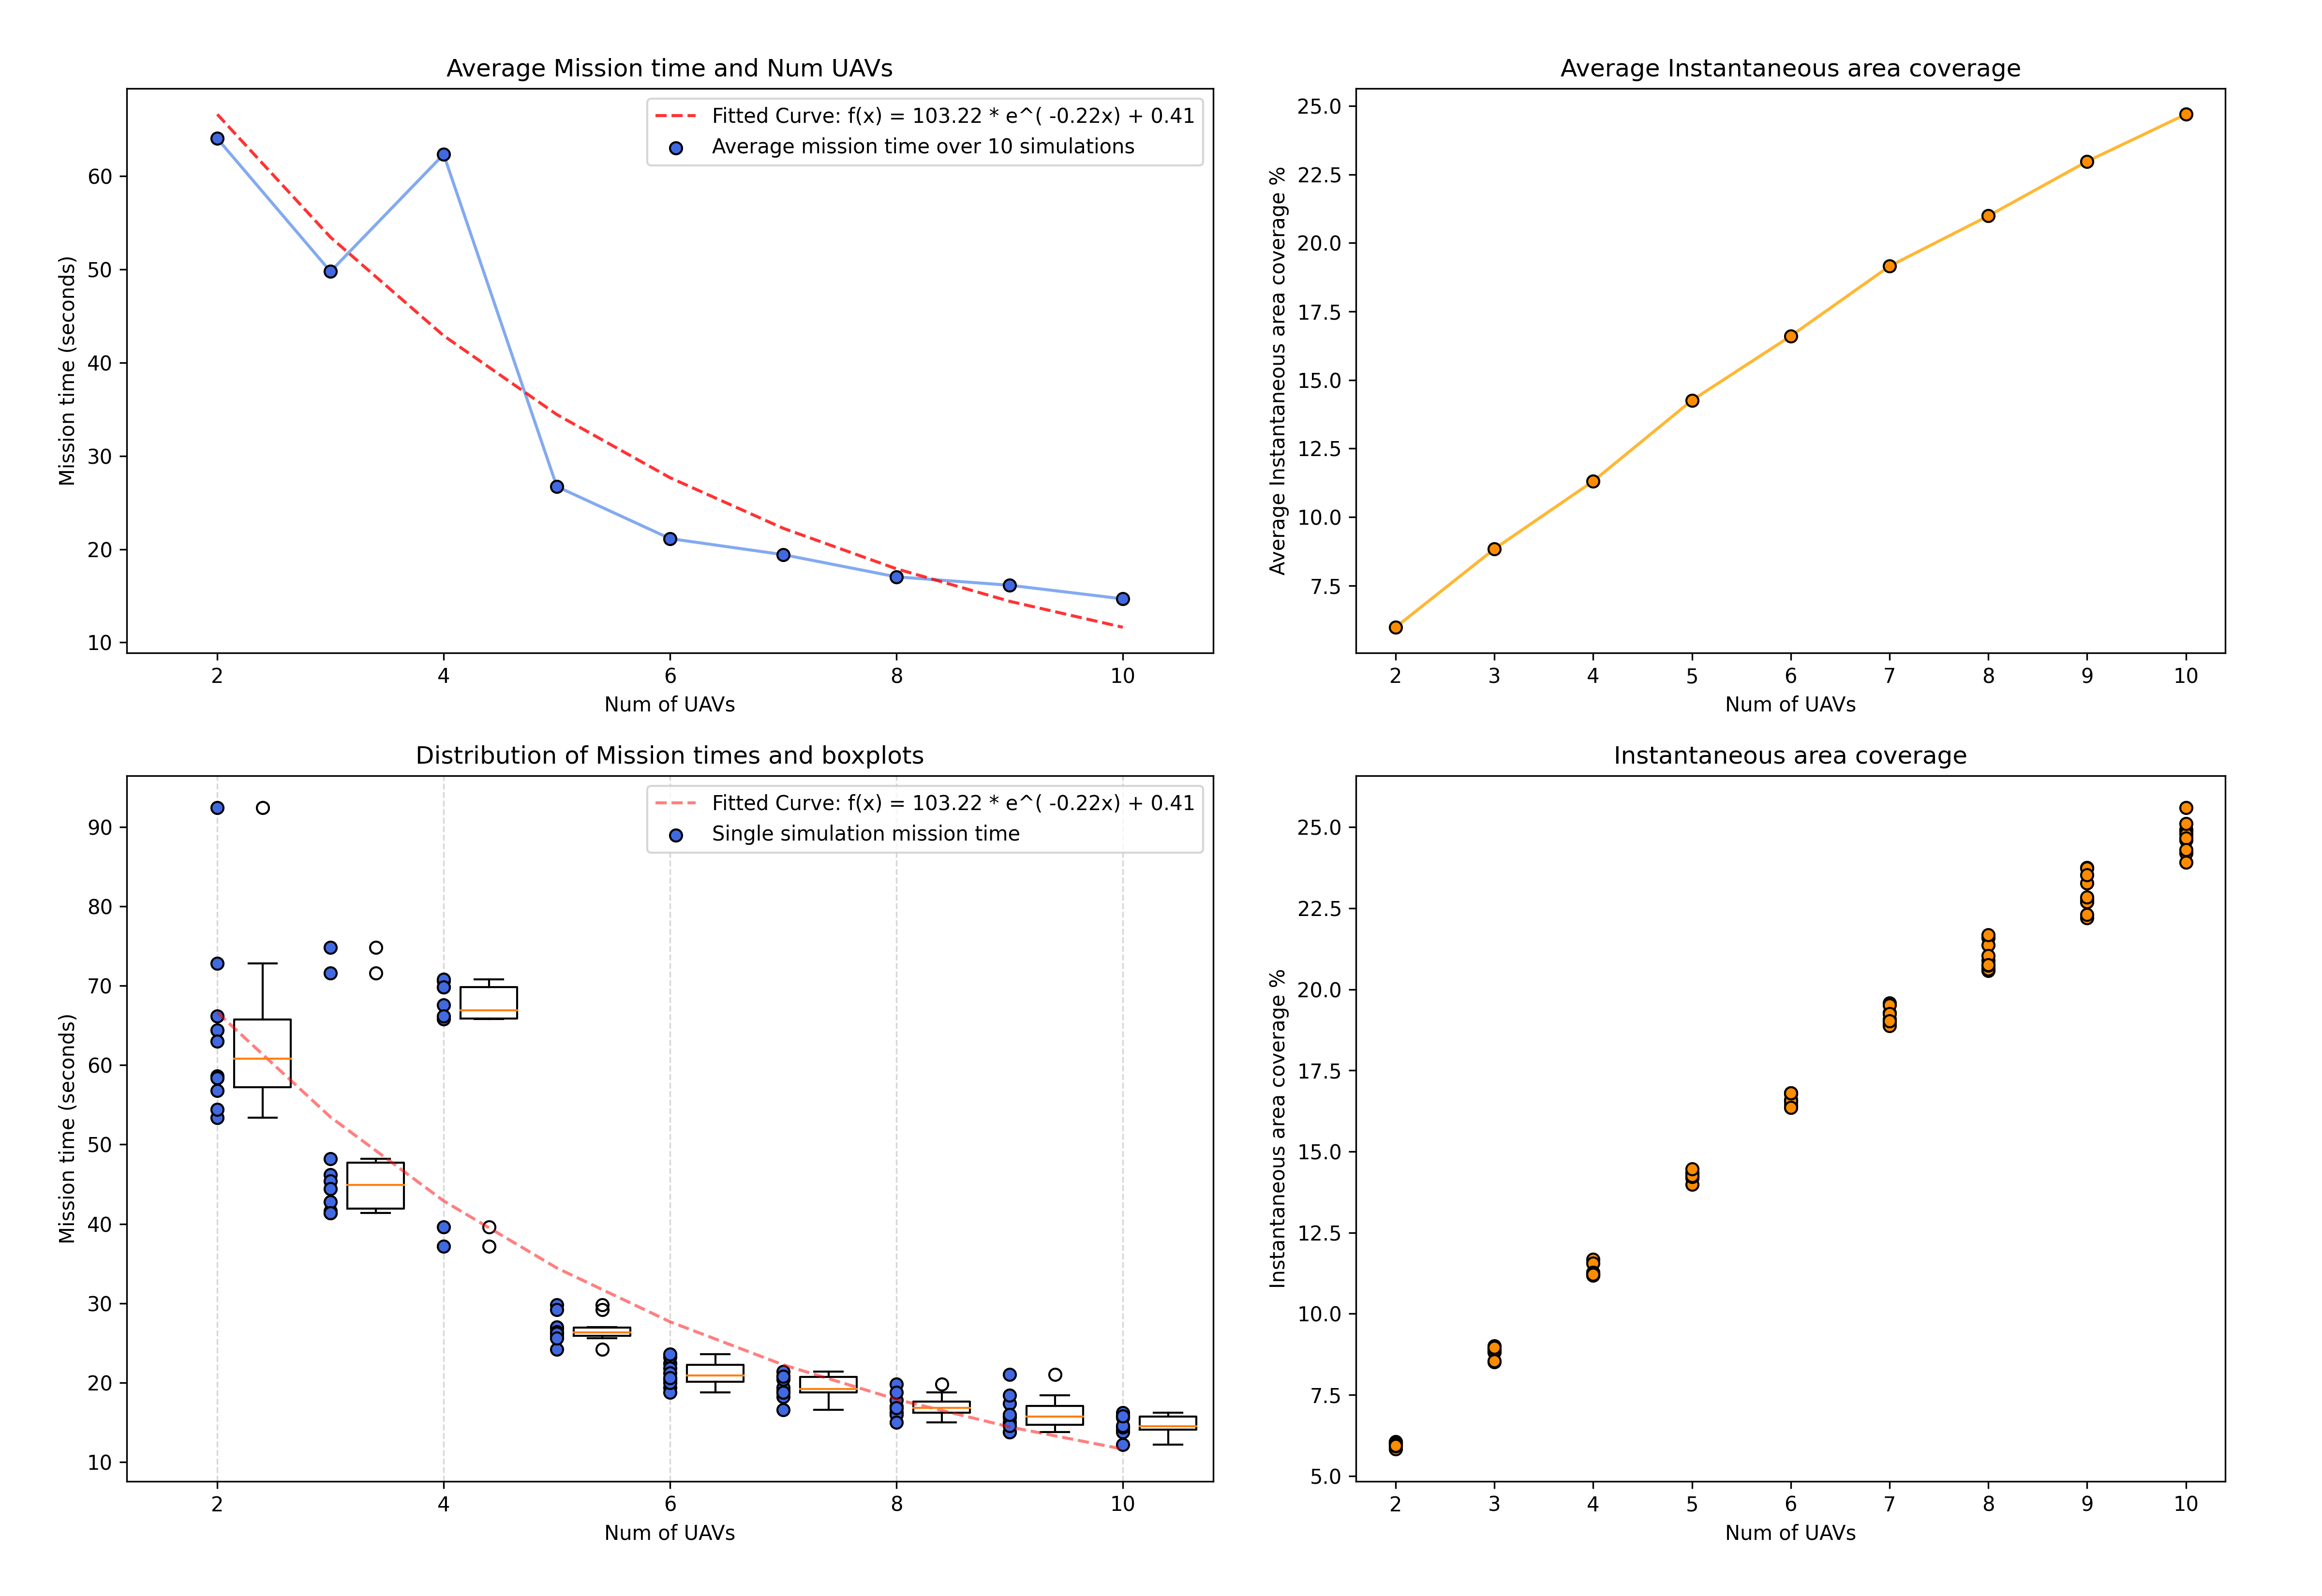 Average Mission time and Num UAVs
Fitted Curve: f(x) = 103.22 * e^( -0.22x) + 0.41
Average mission time over 10 simulations
Mission time (seconds)
60
50
40
30
20
10
2 4 6 8 10
Num of UAVs
Average Instantaneous area coverage
Average Instantaneous area coverage %
25.0
22.5
20.0
17.5
15.0
12.5
10.0
7.5
2 3 4 5 6 7 8 9 10
Num of UAVs
Distribution of Mission times and boxplots
Fitted Curve: f(x) = 103.22 * e^( -0.22x) + 0.41
Single simulation mission time
Mission time (seconds)
90
80
70
60
50
40
30
20
10
2 4 6 8 10
Num of UAVs
Instantaneous area coverage
Instantaneous area coverage %
25.0
22.5
20.0
17.5
15.0
12.5
10.0
7.5
5.0
2 3 4 5 6 7 8 9 10
Num of UAVs